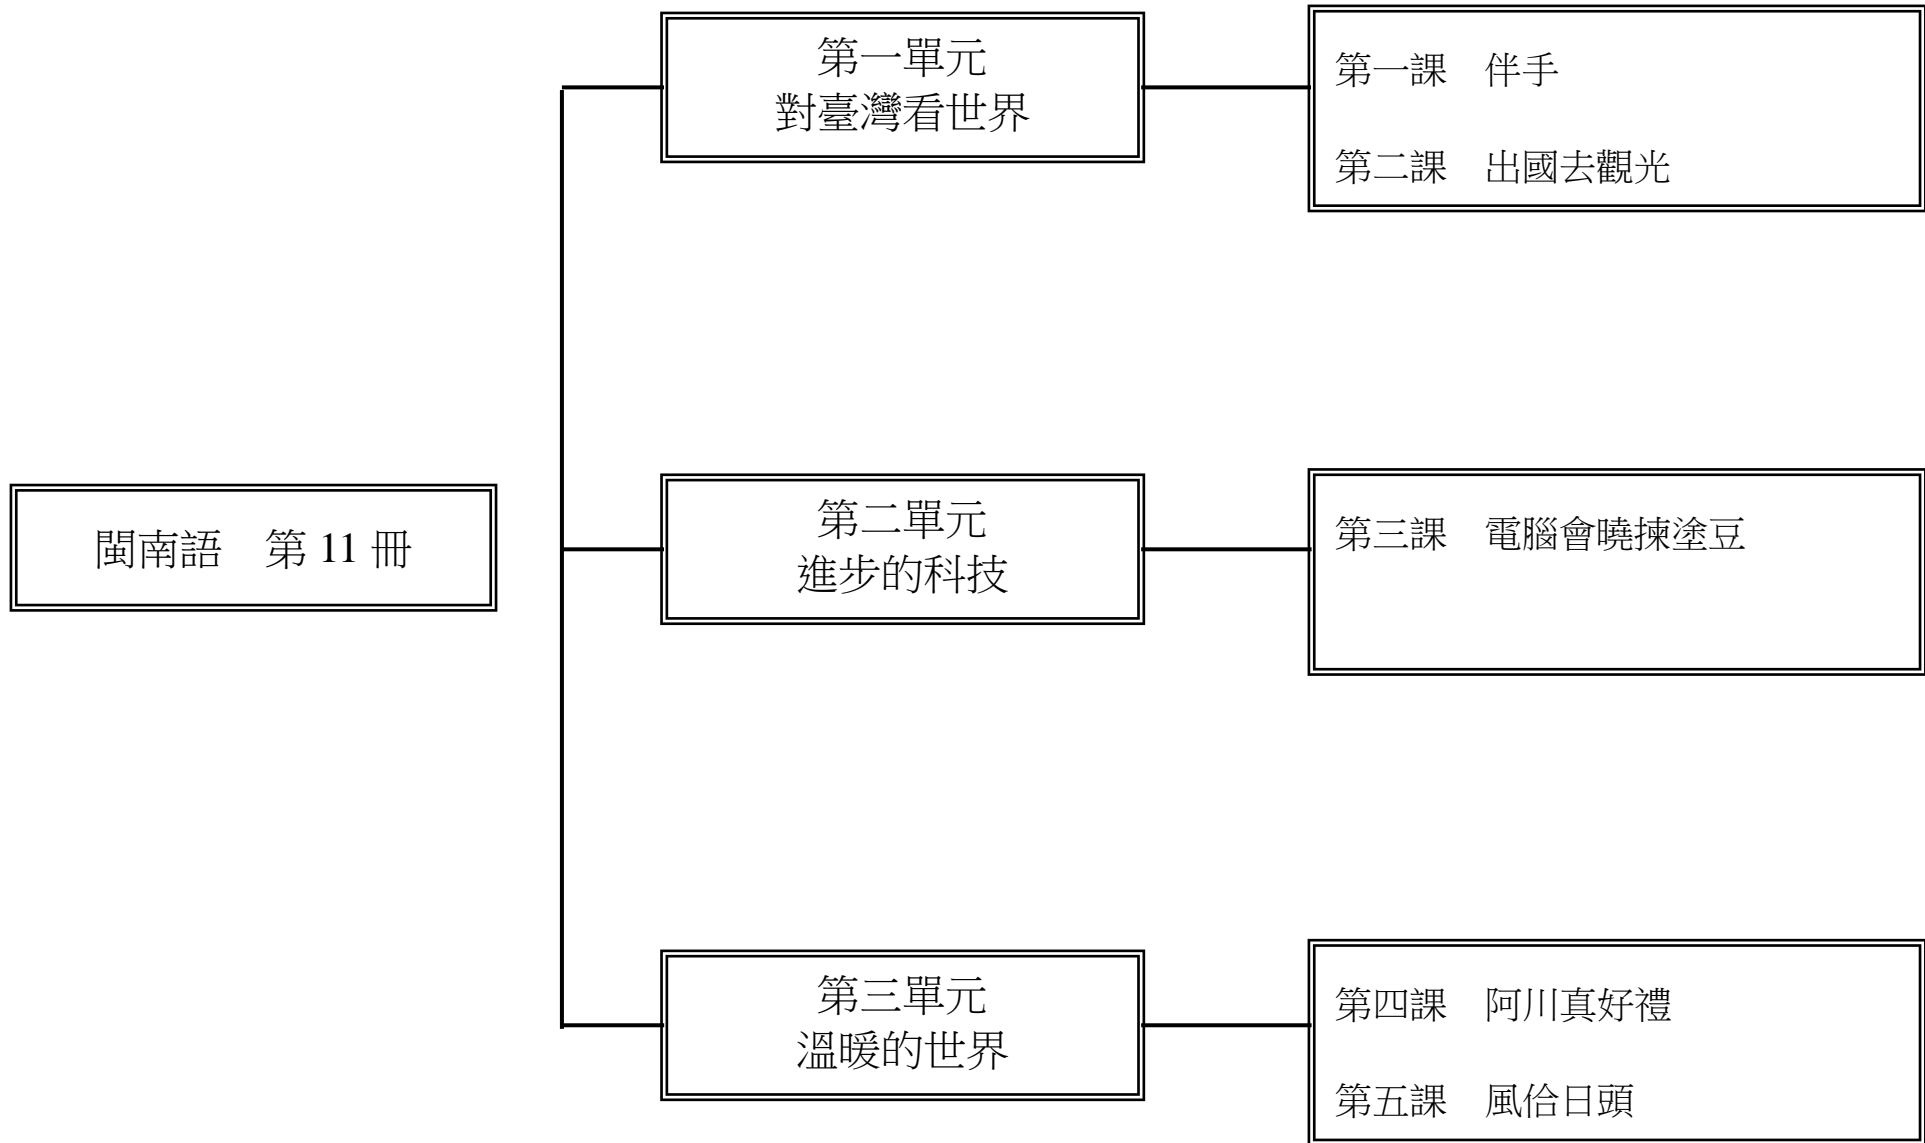 第一單元
對臺灣看世界
第一課　伴手
第二課　出國去觀光
閩南語　第 11 冊
第二單元
進步的科技
第三課　電腦會曉揀塗豆
第三單元
溫暖的世界
第四課　阿川真好禮
第五課　風佮日頭